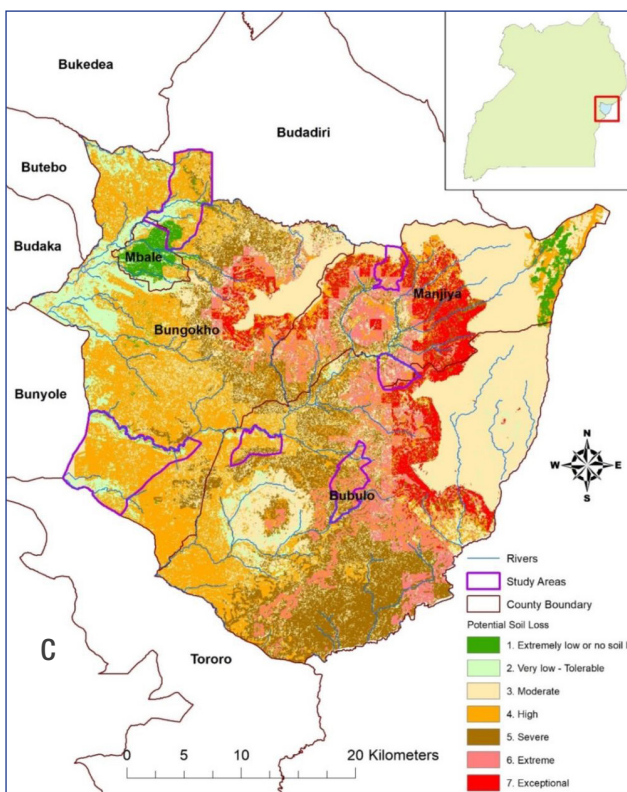 Bukedea
Budadiri
Butebo
Budaka
Mbale
Manjiya
Bungokho
Bunyole
Bubulo
Tororo
C
N
W E
S
Rivers
Study Areas
County Boundary
Potential Soil Loss
1. Extremely low or no soil l
2. Very low - Tolerable
3. Moderate
4. High
5. Severe
6. Extreme
7. Exceptional
0 5 10 20 Kilometers